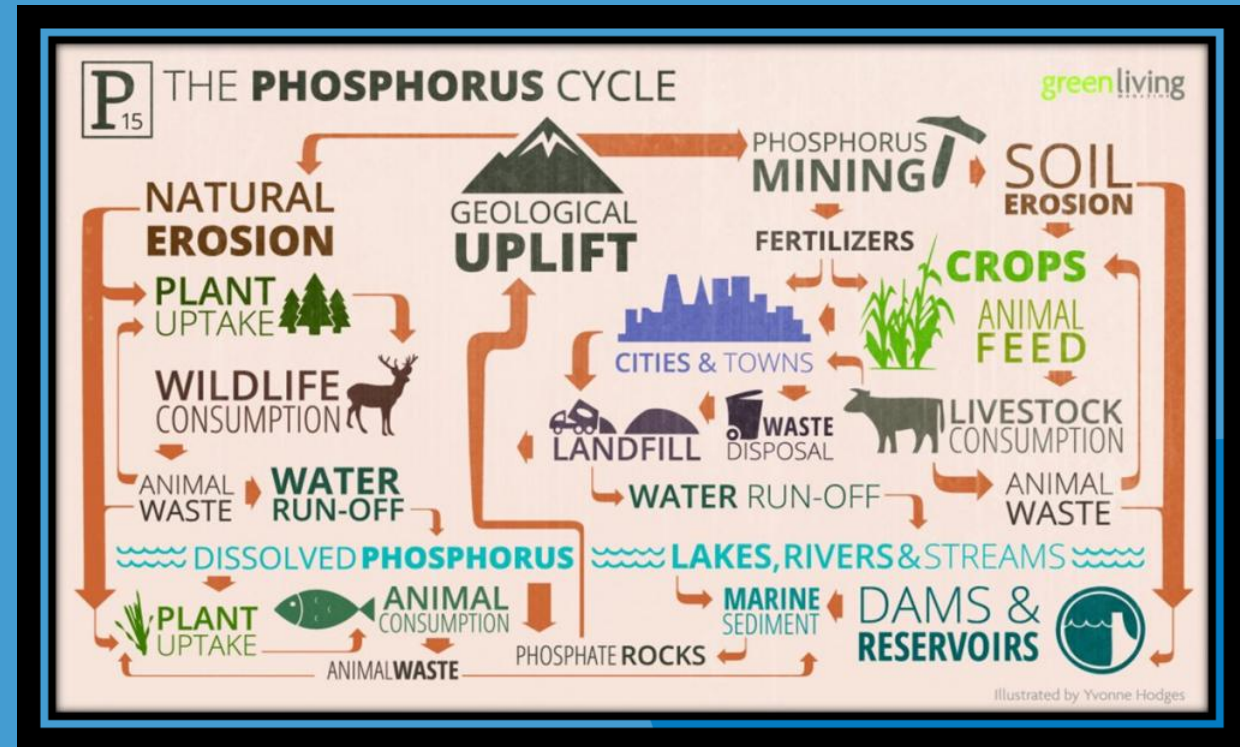 P
15
THE PHOSPHORUS CYCLE
greenliving
MAGAZINE
PHOSPHORUS
MINING
SOIL
EROSION
NATURAL
EROSION
GEOLOGICAL
UPLIFT
FERTILIZERS
PLANT
UPTAKE
CROPS
ANIMAL
FEED
CITIES & TOWNS
WILDLIFE
CONSUMPTION
LANDFILL
WASTE
DISPOSAL
LIVESTOCK
CONSUMPTION
ANIMAL
WASTE
WATER
RUN-OFF
WATER RUN-OFF
ANIMAL
WASTE
DISSOLVED PHOSPHORUS
LAKES, RIVERS & STREAMS
PLANT
UPTAKE
ANIMAL
CONSUMPTION
MARINE
SEDIMENT
DAMS &
RESERVOIRS
PHOSPHATE ROCKS
ANIMAL WASTE
Illustrated by Yvonne Hodges